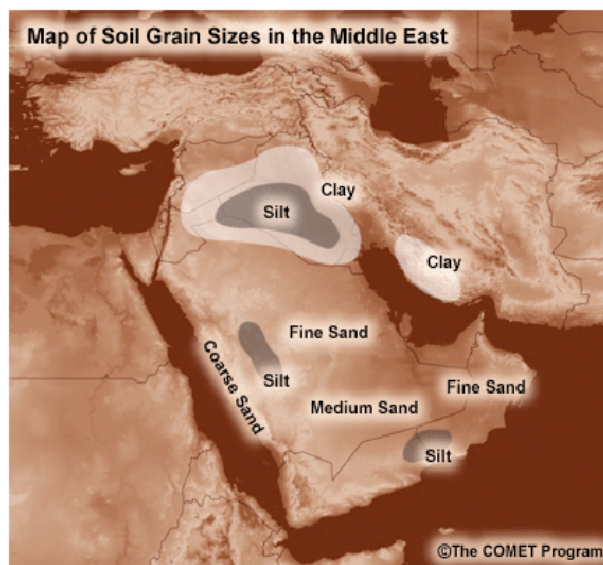 Map of Soil Grain Sizes in the Middle East
Clay
Silt
Clay
Fine Sand
Coarse Sand
Silt
Fine Sand
Medium Sand
Silt
©The COMET Program